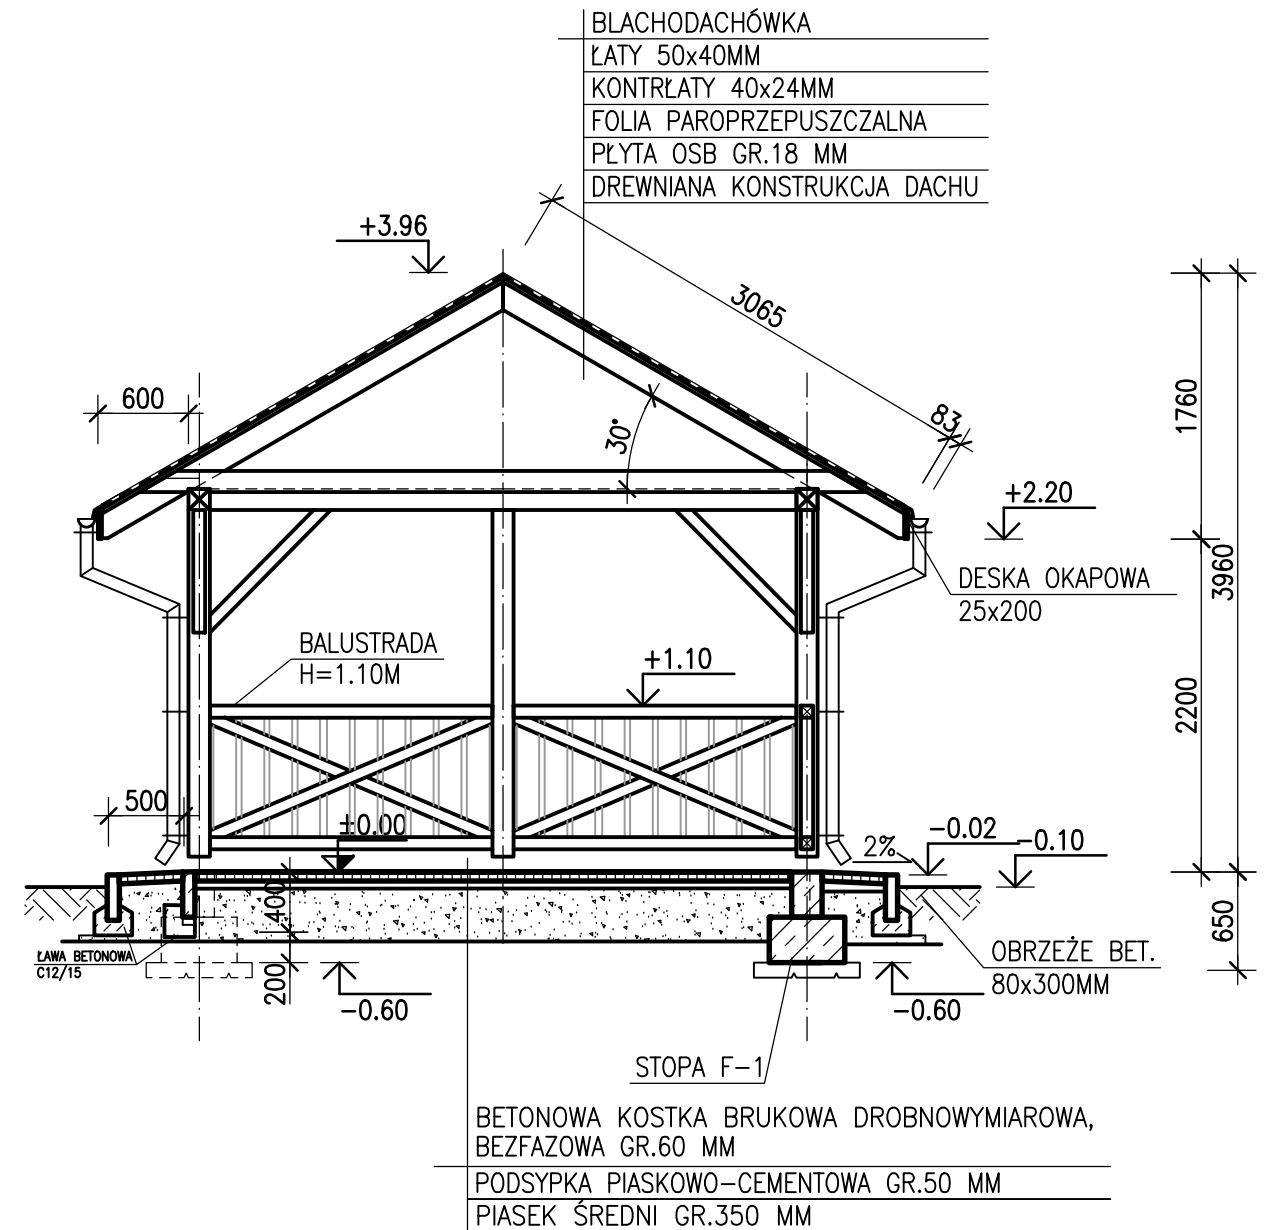 BLACHODACHÓWKA
ŁATY 50x40MM
KONTRŁATY 40x24MM
FOLIA PAROPRZEPUSZCZALNA
PŁYTA OSB GR.18 MM
DREWNIANA KONSTRUKCJA DACHU
+3.96
3065
83
600
30°
1760
+2.20
3960
DESKA OKAPOWA
25x200
BALUSTRADA
H=1.10M
+1.10
2200
500
±0.00
2%
-0.02
-0.10
400
650
ŁAWA BETONOWA
C12/15
200
-0.60
OBRZEŻE BET.
80x300MM
-0.60
STOPA F-1
BETONOWA KOSTKA BRUKOWA DROBNOWYMIAROWA,
BEZFAZOWA GR.60 MM
PODSYPKA PIASKOWO-CEMENTOWA GR.50 MM
PIASEK ŚREDNI GR.350 MM